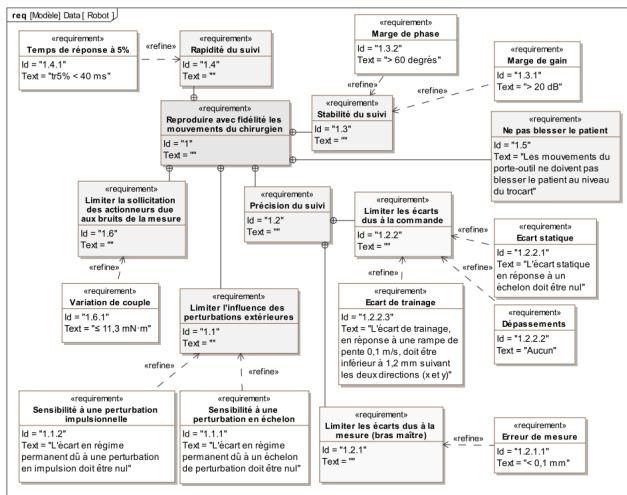 req [Modèle] Data [ Robot ]
«requirement»
Temps de réponse à 5%
Id = "1.4.1"
Text = "tr5% < 40 ms"
«refine»
«requirement»
Rapidité du suivi
Id = "1.4"
Text = ""
«requirement»
Marge de phase
Id = "1.3.2"
Text = "> 60 degrés"
«refine»
«requirement»
Marge de gain
Id = "1.3.1"
Text = "> 20 dB"
«refine»
«requirement»
Reproduire avec fidélité les
mouvements du chirurgien
Id = "1"
Text = ""
«requirement»
Stabilité du suivi
Id = "1.3"
Text = ""
«requirement»
Ne pas blesser le patient
Id = "1.5"
Text = "Les mouvements du
porte-outil ne doivent pas
blesser le patient au niveau
du trocart"
«requirement»
Limiter la sollicitation
des actionneurs due
aux bruits de la mesure
Id = "1.6"
Text = ""
«requirement»
Précision du suivi
Id = "1.2"
Text = ""
«requirement»
Limiter les écarts
dus à la commande
Id = "1.2.2"
Text = ""
«refine»
«requirement»
Ecart statique
Id = "1.2.2.1"
Text = "L'écart statique
en réponse à un
échelon doit être nul"
«refine»
«requirement»
Variation de couple
Id = "1.6.1"
Text = "≤ 11,3 mN·m"
«requirement»
Limiter l'influence des
perturbations extérieures
Id = "1.1"
Text = ""
«refine»
«requirement»
Ecart de trainage
Id = "1.2.2.3"
Text = "L'écart de trainage,
en réponse à une rampe de
pente 0,1 m/s, doit être
inférieur à 1,2 mm suivant
les deux directions (x et y)"
«refine»
«requirement»
Dépassements
Id = "1.2.2.2"
Text = "Aucun"
«refine»
«refine»
«requirement»
Sensibilité à une perturbation
impulsionnelle
Id = "1.1.2"
Text = "L'écart en régime
permanent dû à une perturbation
en impulsion doit être nul"
«requirement»
Sensibilité à une
perturbation en échelon
Id = "1.1.1"
Text = "L'écart en régime
permanent dû à un échelon
de perturbation doit être nul"
«requirement»
Limiter les écarts dus à la
mesure (bras maître)
Id = "1.2.1"
Text = ""
«refine»
«requirement»
Erreur de mesure
Id = "1.2.1.1"
Text = "< 0,1 mm"